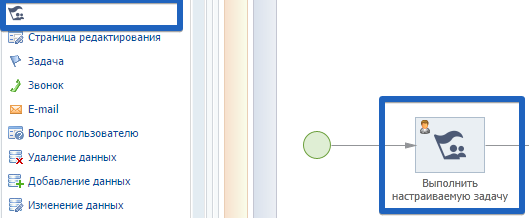 Страница редактирования
Задача
Звонок
E-mail
Вопрос пользователю
Удаление данных
Добавление данных
Изменение данных
Выполнить
настраиваемую задачу